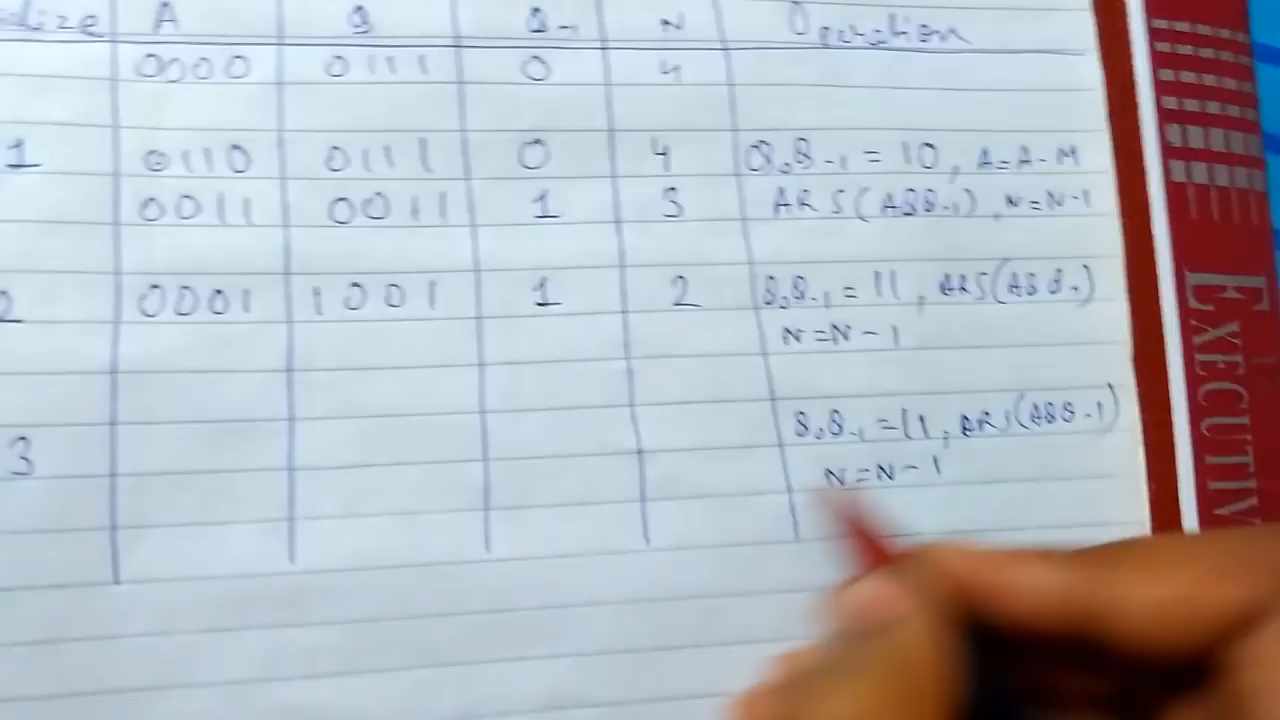 alize A Q Q-1 N Operation
0000 0111 0 4
1 0110 0111 0 4 Q0Q-1 = 10, A=A-M
0011 0011 1 3 ARS(AQQ-1), N=N-1
2 0001 1001 1 2 Q0Q-1 = 11, ARS(AQQ-1)
N=N-1
3 Q0Q-1 = 11, ARS(AQQ-1)
N=N-1
EXECUTIV